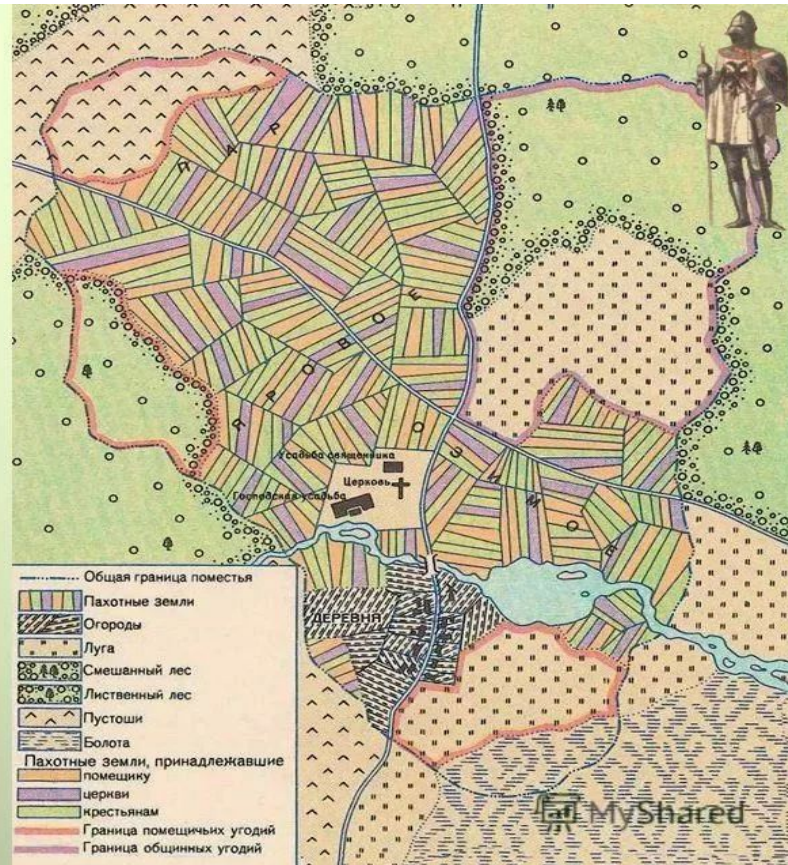 ПАР
ЯРОВОЕ
ОЗИМОЕ
Усадьба священника
Церковь
Господская усадьба
ДЕРЕВНЯ
Общая граница поместья
Пахотные земли
Огороды
Луга
Смешанный лес
Лиственный лес
Пустоши
Болота
Пахотные земли, принадлежавшие
помещику
церкви
крестьянам
Граница помещичьих угодий
Граница общинных угодий
MyShared